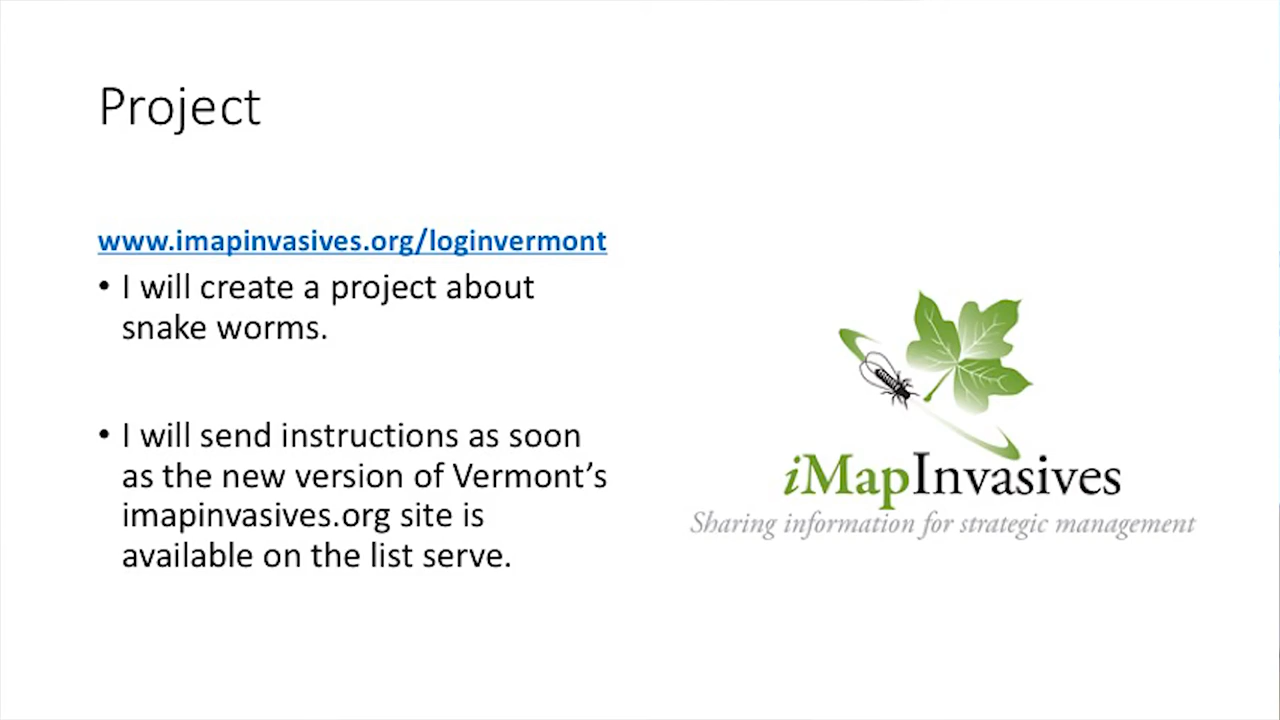 Project
www.imapinvasives.org/loginvermont
• I will create a project about
snake worms.
• I will send instructions as soon
as the new version of Vermont’s
imapinvasives.org site is
available on the list serve.
iMapInvasives
Sharing information for strategic management